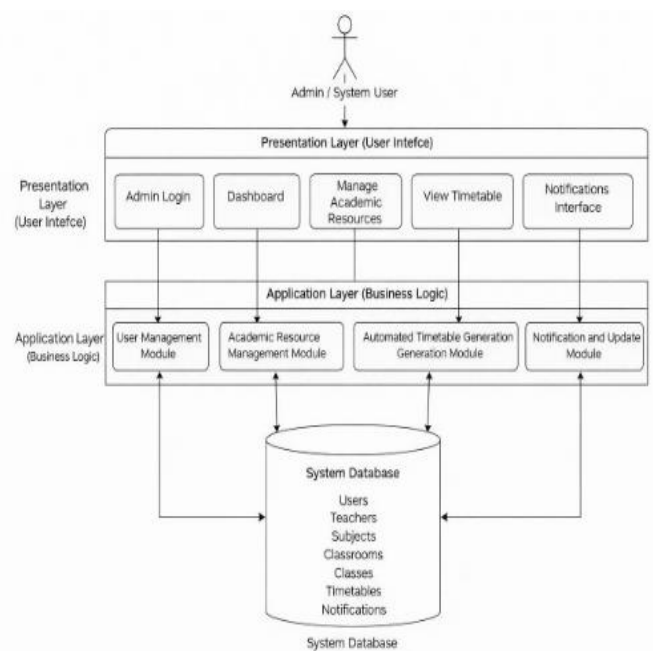 Admin / System User
Presentation Layer (User Intefce)
Presentation
Layer
(User Intefce)
Admin Login
Dashboard
Manage
Academic
Resources
View Timetable
Notifications
Interface
Application Layer (Business Logic)
Application Layer
(Business Logic)
User Management
Module
Academic Resource
Management Module
Automated Timetable Generation
Generation Module
Notification and Update
Module
System Database
Users
Teachers
Subjects
Classrooms
Classes
Timetables
Notifications
System Database